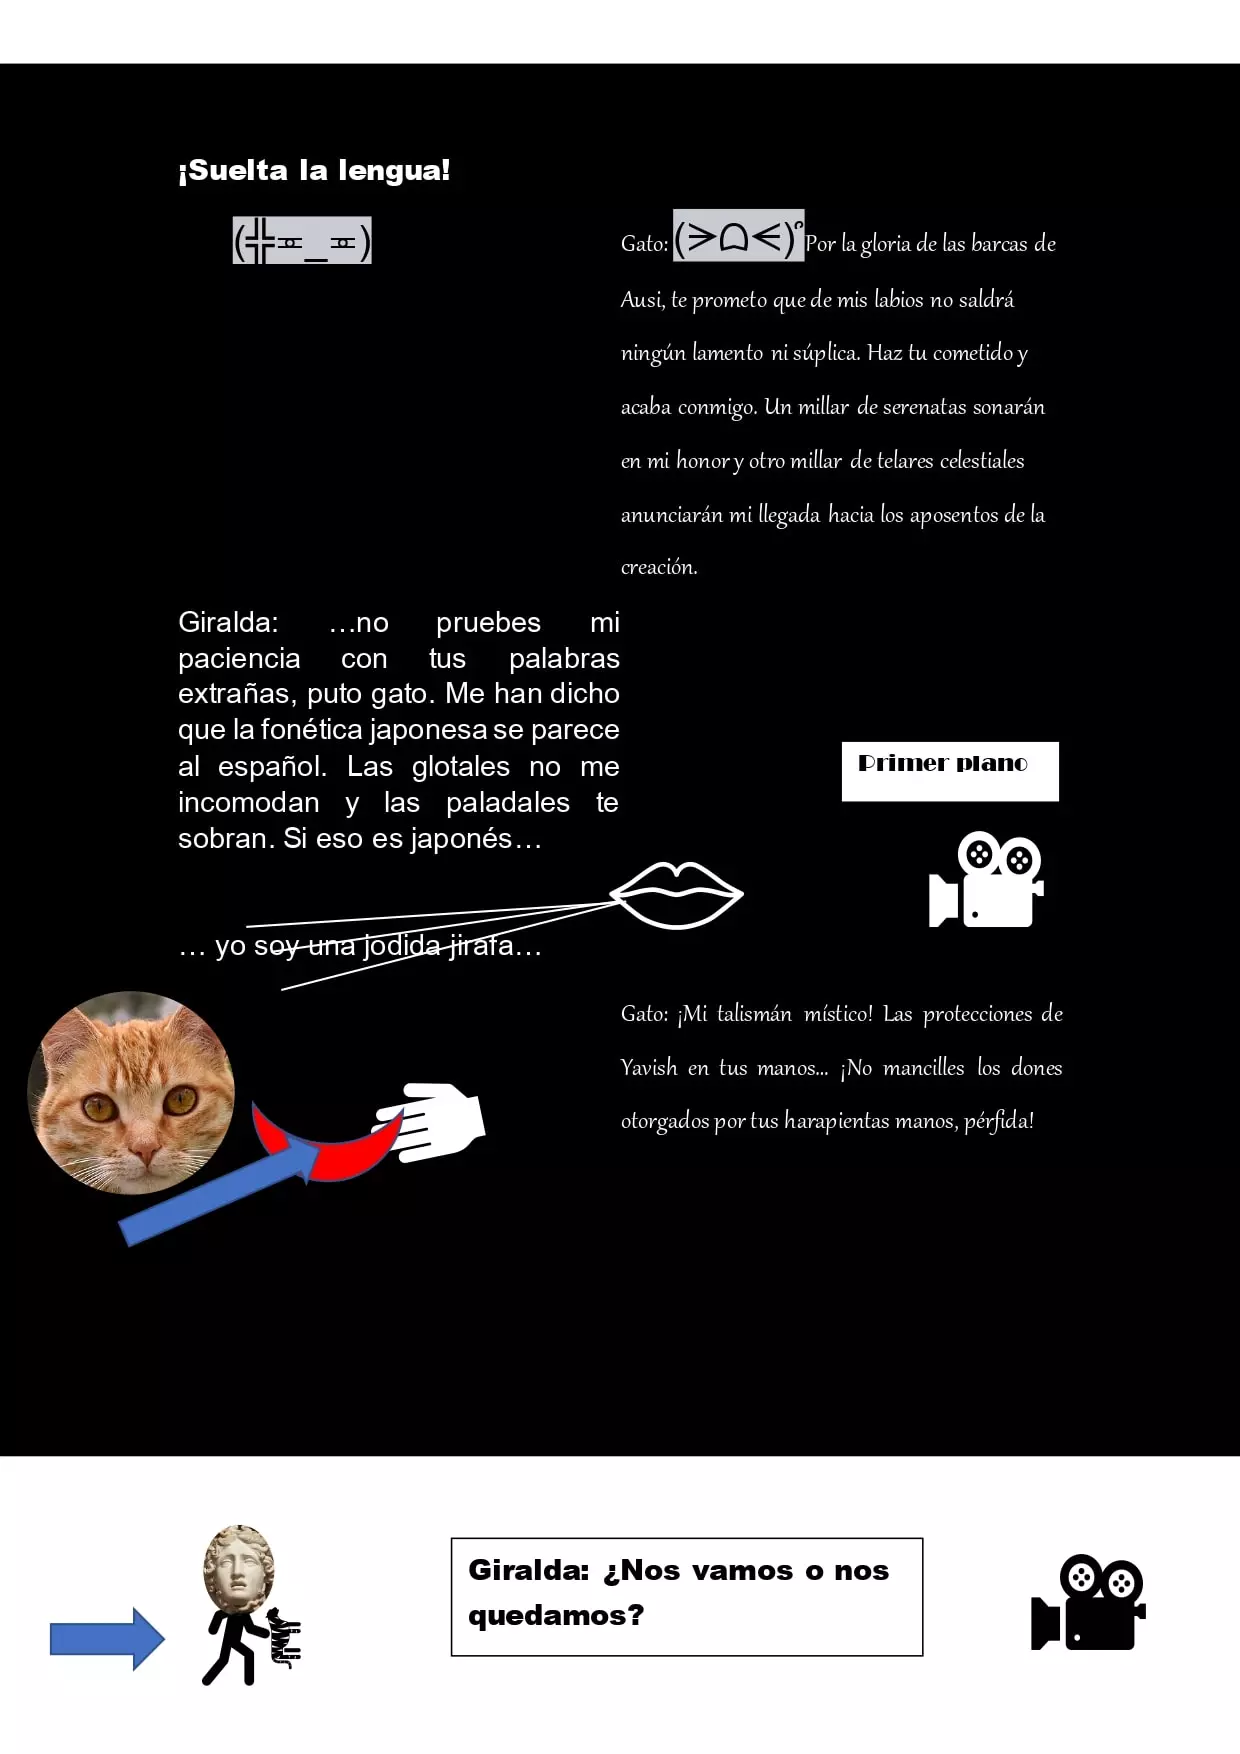 ¡Suelta la lengua!
(╬=_=)
Gato: (ᗒᗝᗕ)՞ Por la gloria de las barcas de
Ausi, te prometo que de mis labios no saldrá
ningún lamento ni súplica. Haz tu cometido y
acaba conmigo. Un millar de serenatas sonarán
en mi honor y otro millar de telares celestiales
anunciarán mi llegada hacia los aposentos de la
creación.
Giralda: …no pruebes mi
paciencia con tus palabras
extrañas, puto gato. Me han dicho
que la fonética japonesa se parece
al español. Las glotales no me
incomodan y las paladales te
sobran. Si eso es japonés…
Primer plano
… yo soy una jodida jirafa…
Gato: ¡Mi talismán místico! Las protecciones de
Yavish en tus manos... ¡No mancilles los dones
otorgados por tus harapientas manos, pérfida!
Giralda: ¿Nos vamos o nos
quedamos?